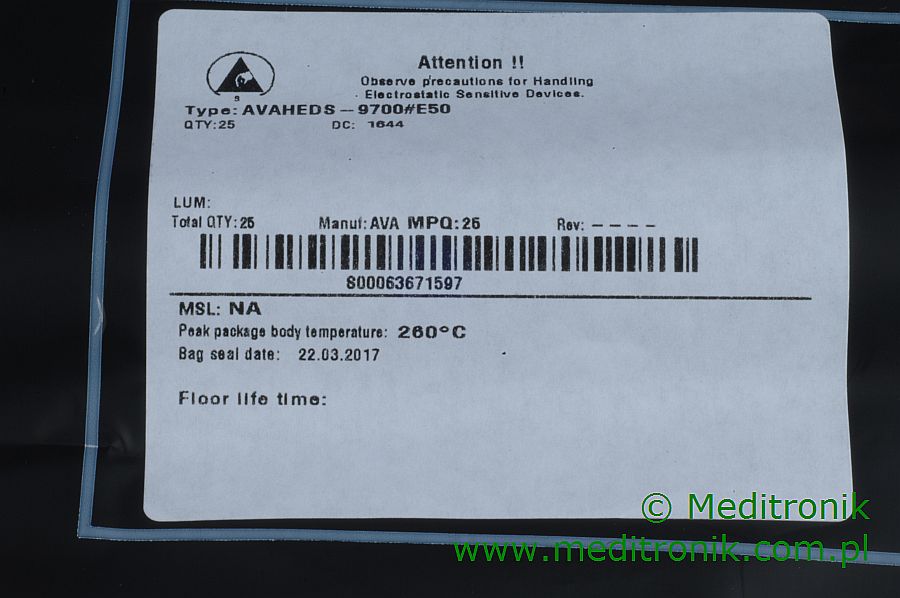 Attention !!
Observe precautions for Handling
Electrostatic Sensitive Devices.
S
Type: AVAHEDS-9700#E50
QTY:25 DC: 1644
LUM:
Total QTY:25 Manuf:AVA MPQ:25 Rev: ----
S00063671597
MSL: NA
Peak package body temperature: 260°C
Bag seal date: 22.03.2017
Floor life time:
© Meditronik
www.meditronik.com.pl